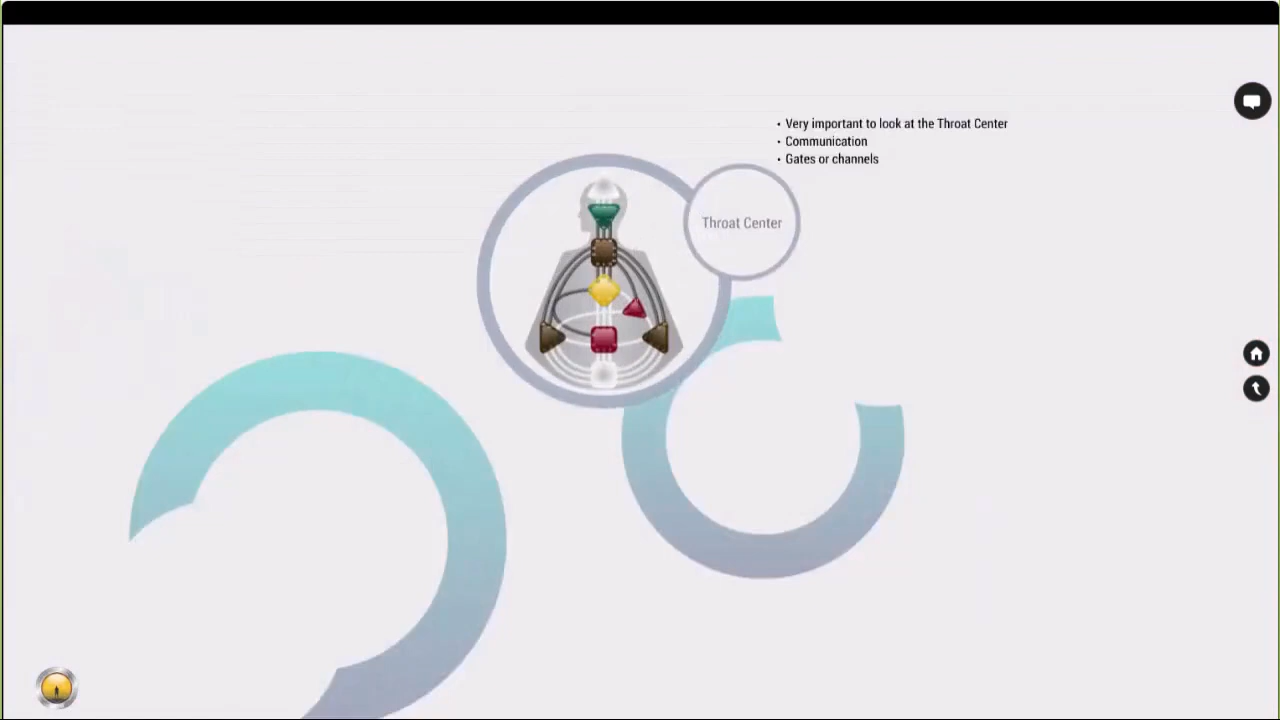 • Very important to look at the Throat Center
• Communication
• Gates or channels
Throat Center